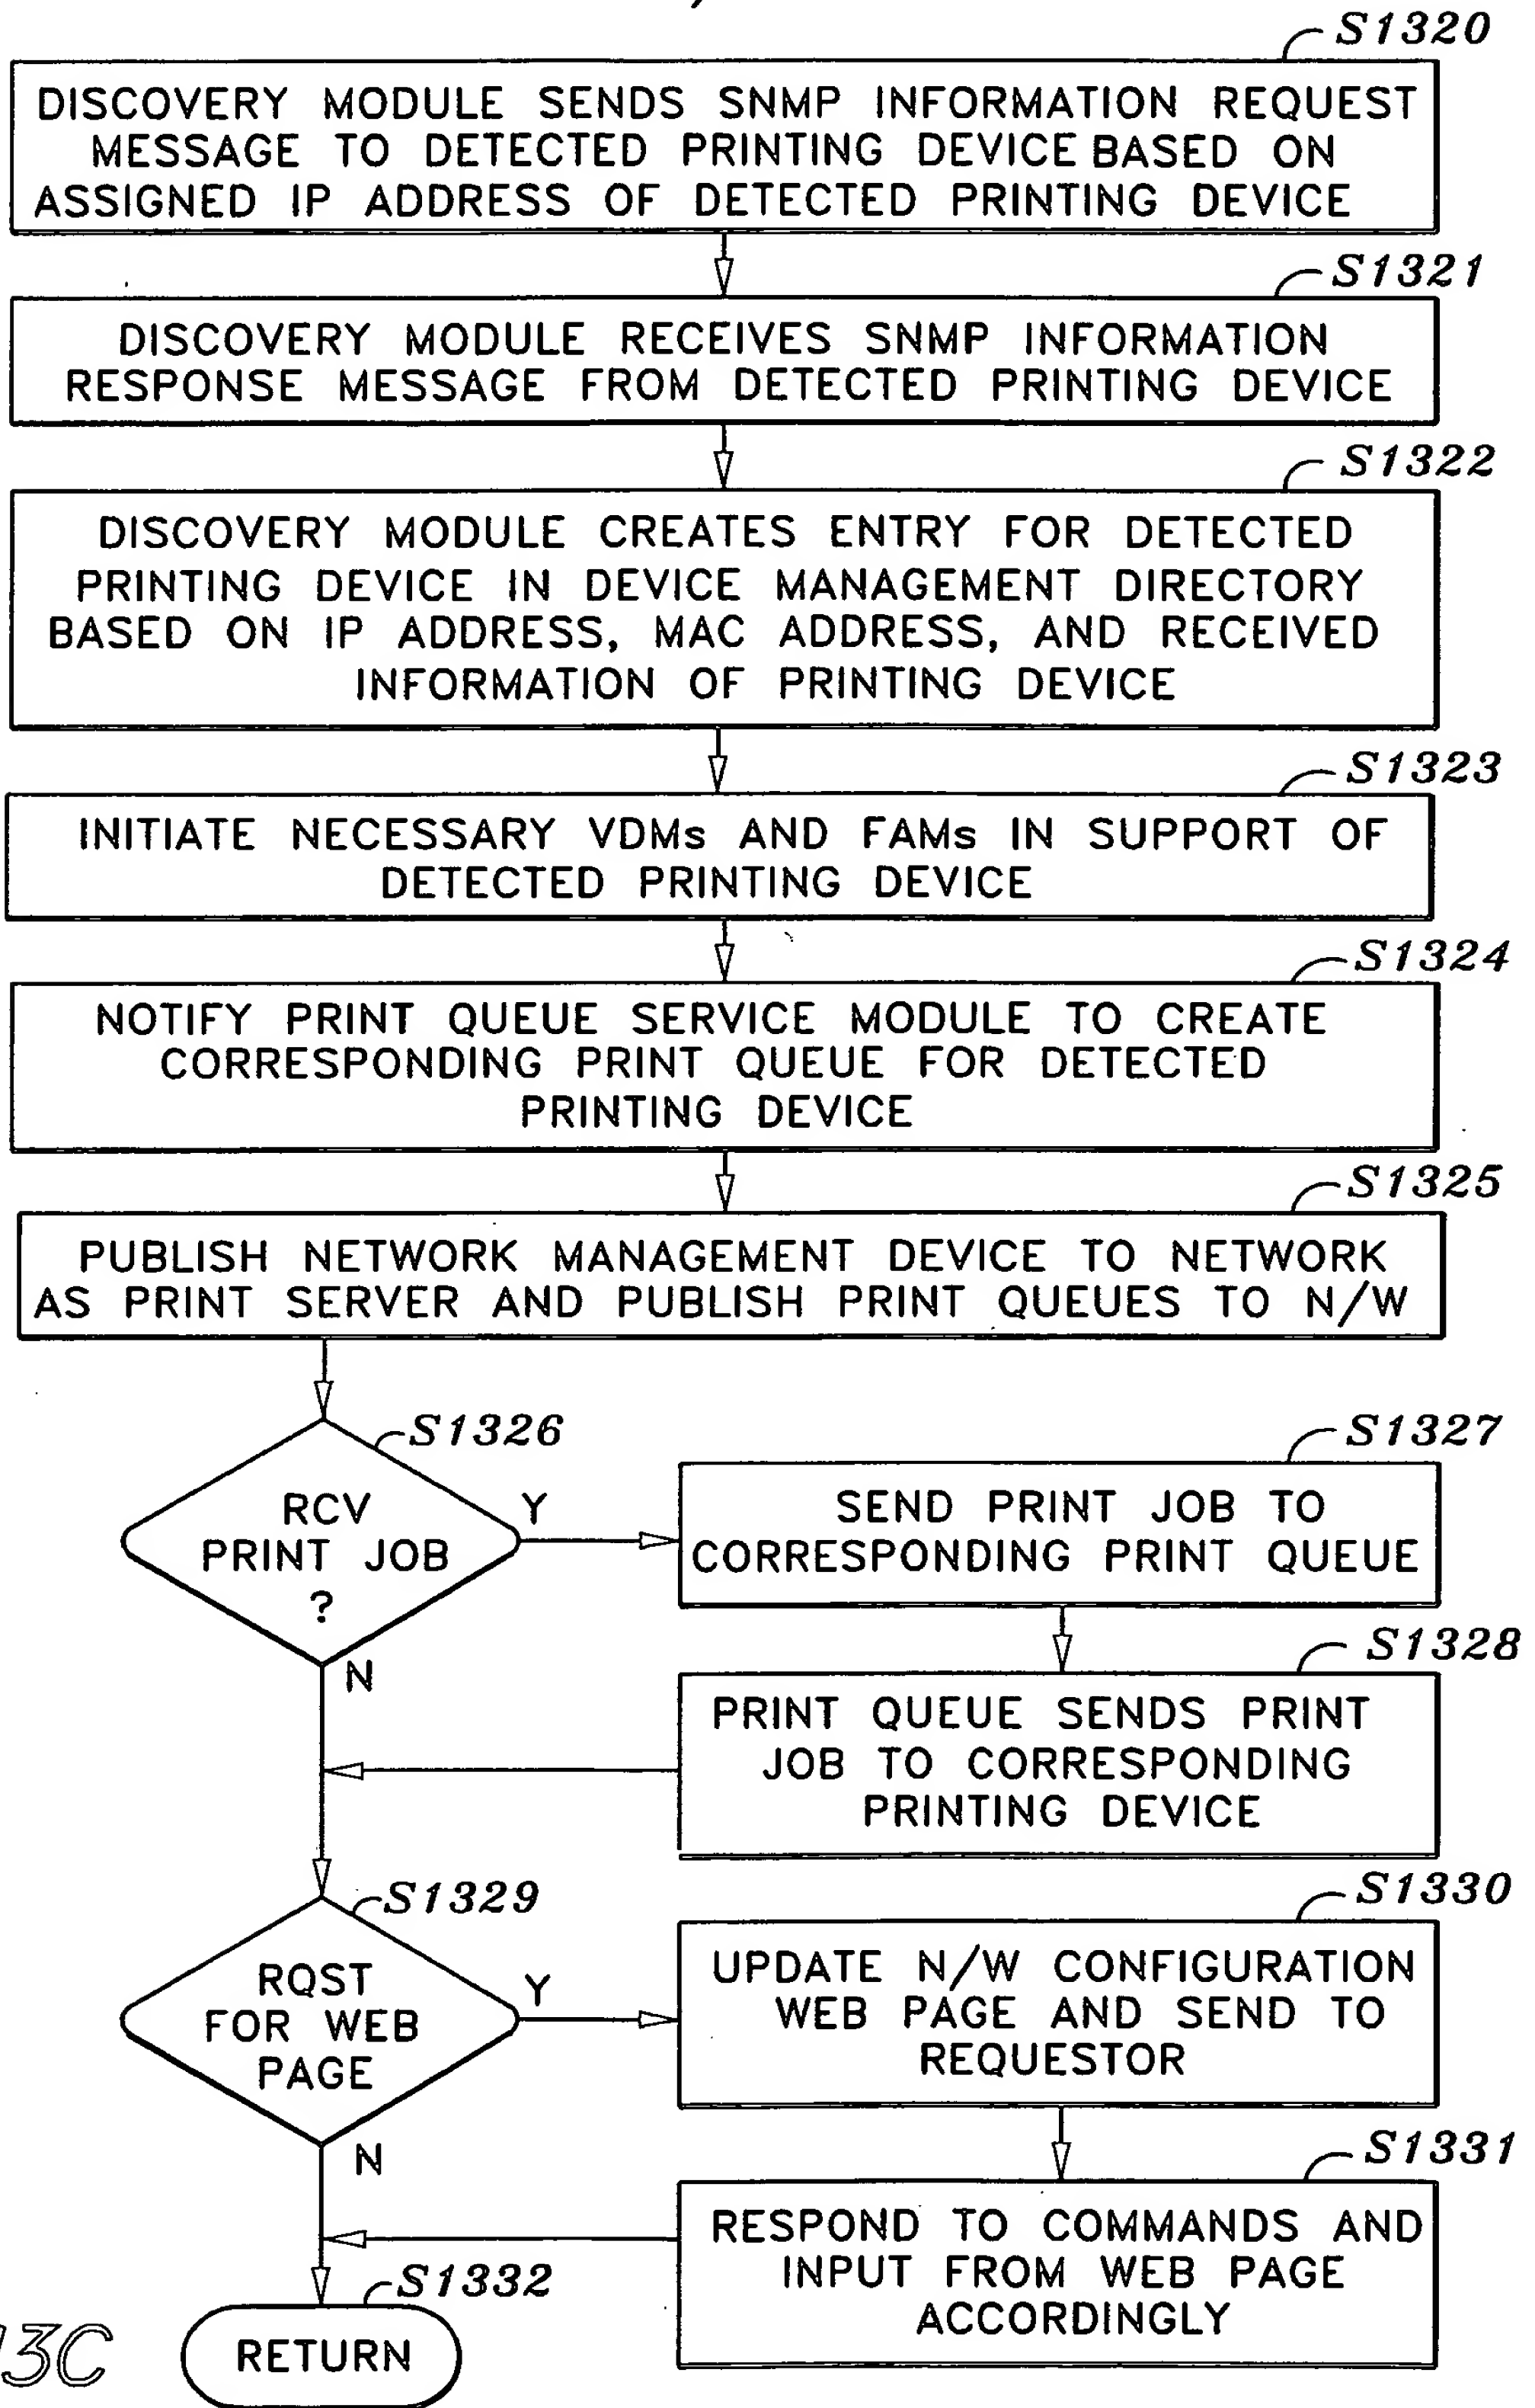 S1320
DISCOVERY MODULE SENDS SNMP INFORMATION REQUEST
MESSAGE TO DETECTED PRINTING DEVICE BASED ON
ASSIGNED IP ADDRESS OF DETECTED PRINTING DEVICE
S1321
DISCOVERY MODULE RECEIVES SNMP INFORMATION
RESPONSE MESSAGE FROM DETECTED PRINTING DEVICE
S1322
DISCOVERY MODULE CREATES ENTRY FOR DETECTED
PRINTING DEVICE IN DEVICE MANAGEMENT DIRECTORY
BASED ON IP ADDRESS, MAC ADDRESS, AND RECEIVED
INFORMATION OF PRINTING DEVICE
S1323
INITIATE NECESSARY VDMs AND FAMs IN SUPPORT OF
DETECTED PRINTING DEVICE
S1324
NOTIFY PRINT QUEUE SERVICE MODULE TO CREATE
CORRESPONDING PRINT QUEUE FOR DETECTED
PRINTING DEVICE
S1325
PUBLISH NETWORK MANAGEMENT DEVICE TO NETWORK
AS PRINT SERVER AND PUBLISH PRINT QUEUES TO N/W
S1326
RCV
PRINT JOB
?
Y
N
S1327
SEND PRINT JOB TO
CORRESPONDING PRINT QUEUE
S1328
PRINT QUEUE SENDS PRINT
JOB TO CORRESPONDING
PRINTING DEVICE
S1329
RQST
FOR WEB
PAGE
Y
N
S1330
UPDATE N/W CONFIGURATION
WEB PAGE AND SEND TO
REQUESTOR
S1331
RESPOND TO COMMANDS AND
INPUT FROM WEB PAGE
ACCORDINGLY
S1332
RETURN
3C